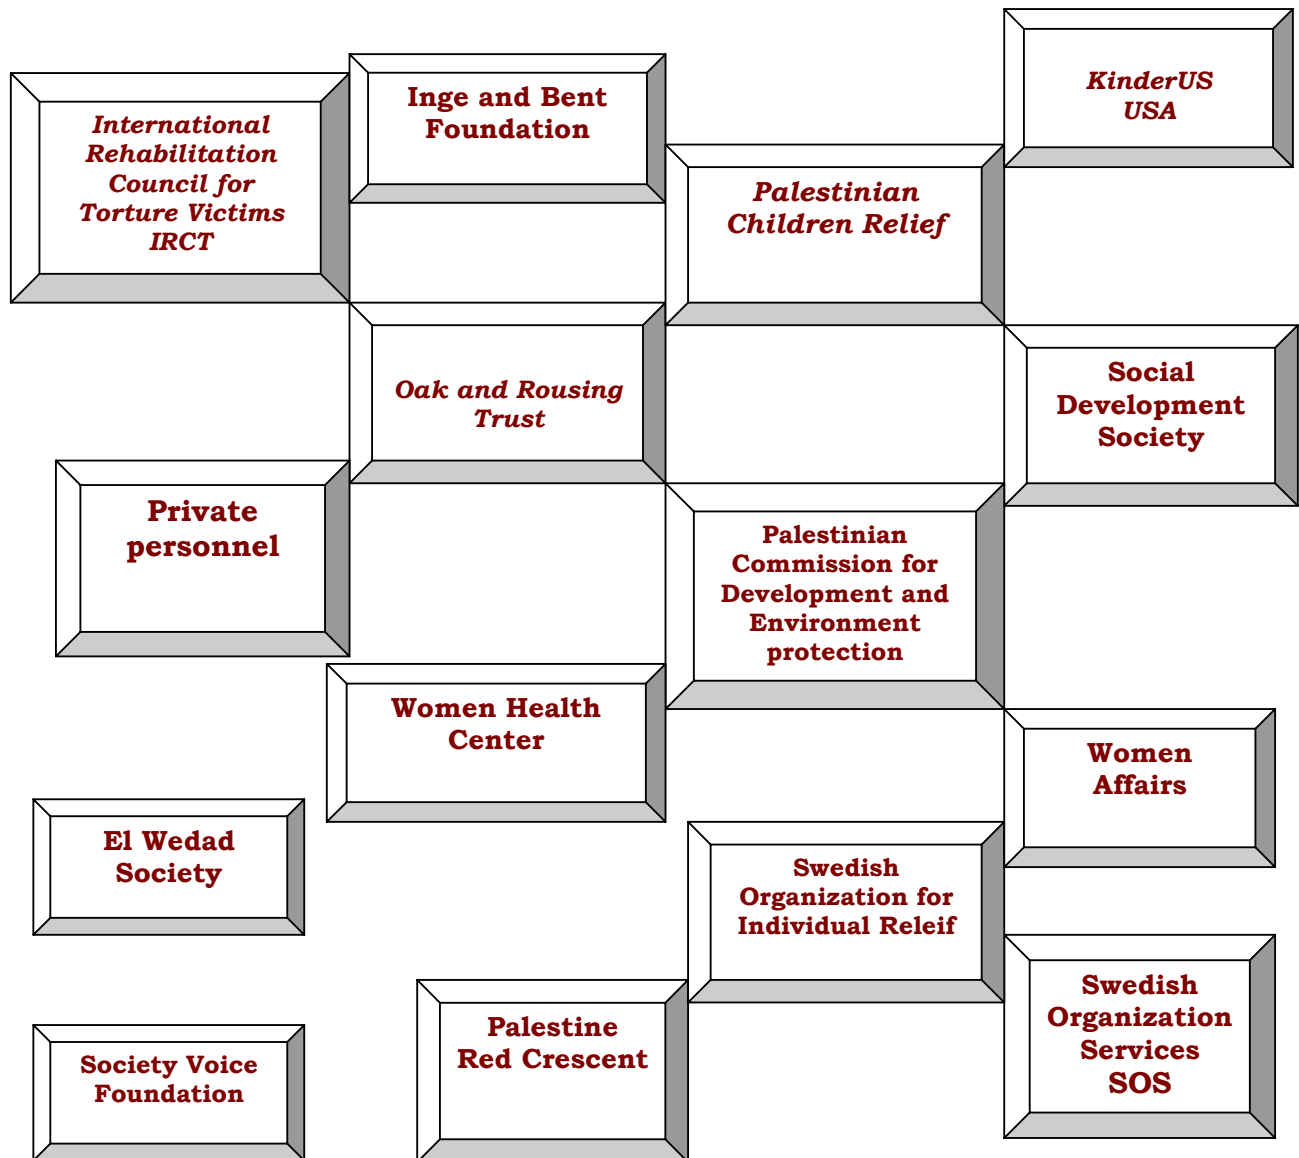 KinderUS
USA
Inge and Bent
Foundation
International
Rehabilitation
Council for
Torture Victims
IRCT
Palestinian
Children Relief
Oak and Rousing
Trust
Social
Development
Society
Private
personnel
Palestinian
Commission for
Development and
Environment
protection
Women Health
Center
Women
Affairs
El Wedad
Society
Swedish
Organization for
Individual Releif
Swedish
Organization
Services
SOS
Palestine
Red Crescent
Society Voice
Foundation